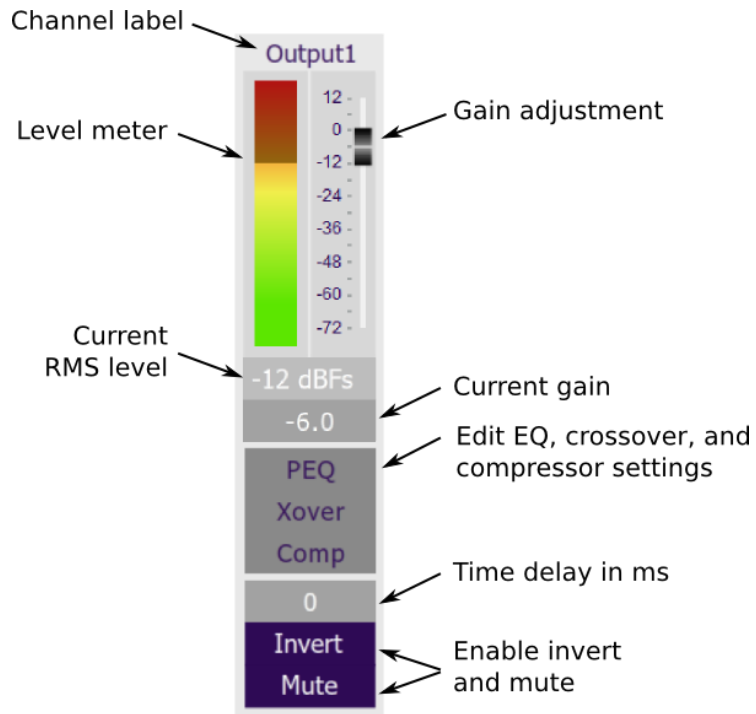 Channel label
Output1
12
0
-12
-24
-36
-48
-60
-72
Gain adjustment
Level meter
Current
RMS level
-12 dBFs
Current gain
-6.0
Edit EQ, crossover, and
compressor settings
PEQ
Xover
Comp
Time delay in ms
0
Invert
Mute
Enable invert
and mute